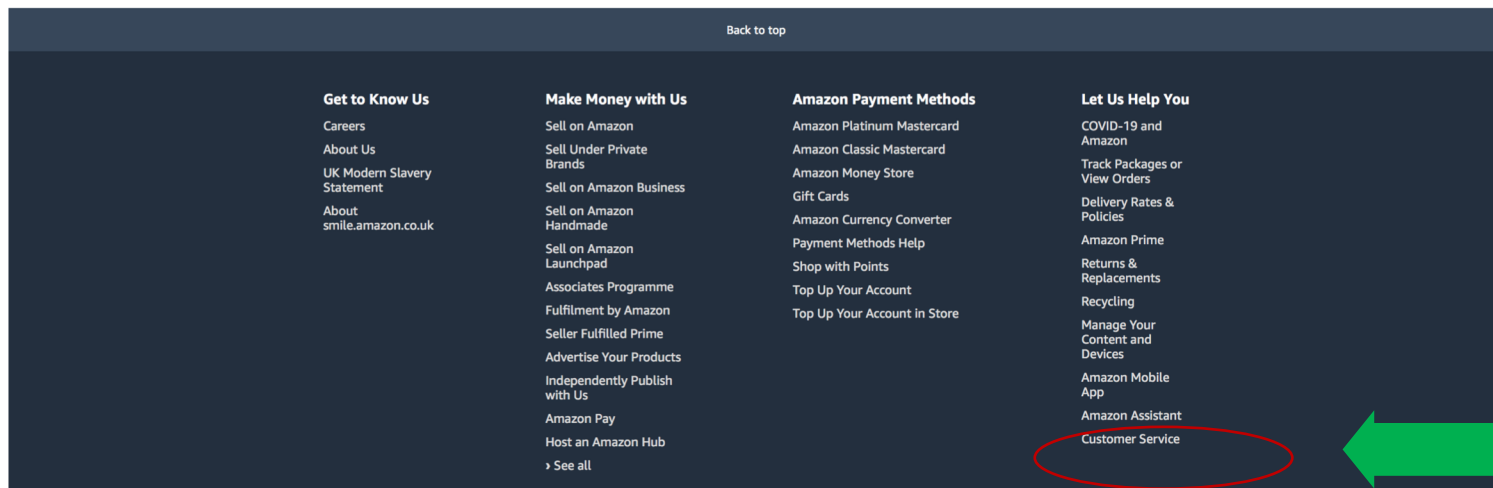 Back to top
Get to Know Us
Careers
About Us
UK Modern Slavery
Statement
About
smile.amazon.co.uk
Make Money with Us
Sell on Amazon
Sell Under Private
Brands
Sell on Amazon Business
Sell on Amazon
Handmade
Sell on Amazon
Launchpad
Associates Programme
Fulfilment by Amazon
Seller Fulfilled Prime
Advertise Your Products
Independently Publish
with Us
Amazon Pay
Host an Amazon Hub
› See all
Amazon Payment Methods
Amazon Platinum Mastercard
Amazon Classic Mastercard
Amazon Money Store
Gift Cards
Amazon Currency Converter
Payment Methods Help
Shop with Points
Top Up Your Account
Top Up Your Account in Store
Let Us Help You
COVID-19 and
Amazon
Track Packages or
View Orders
Delivery Rates &
Policies
Amazon Prime
Returns &
Replacements
Recycling
Manage Your
Content and
Devices
Amazon Mobile
App
Amazon Assistant
Customer Service